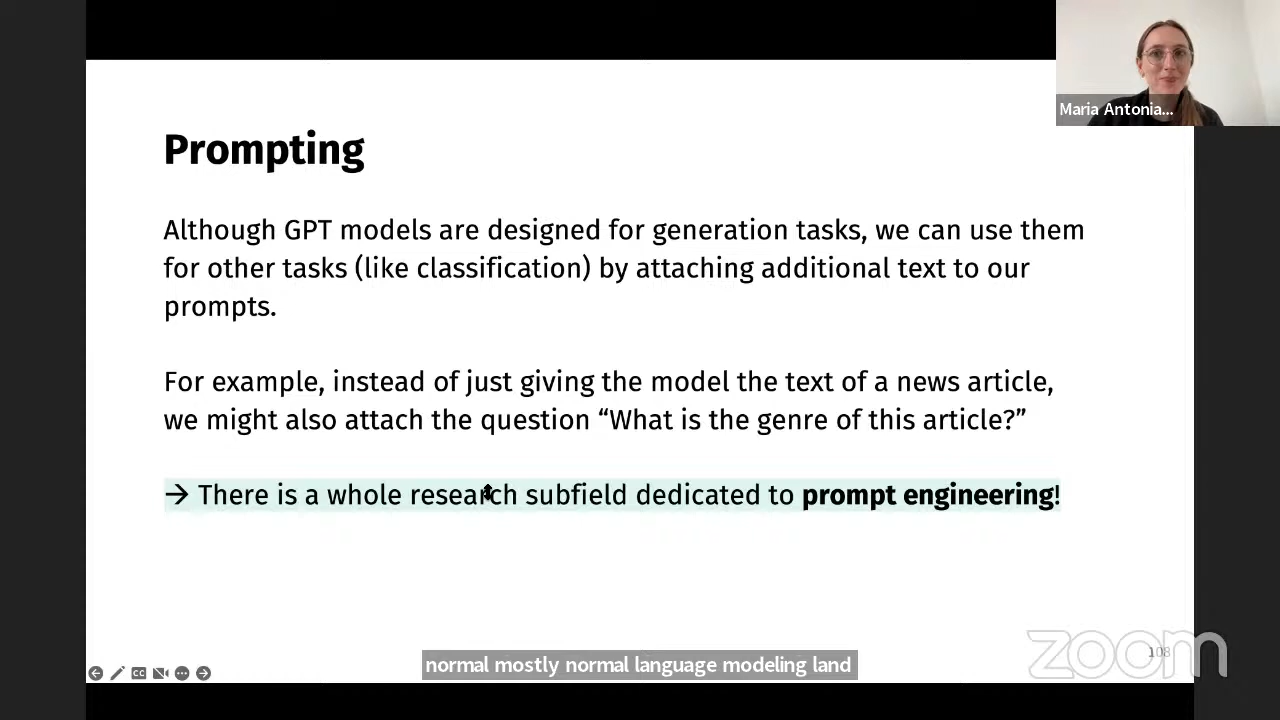 Maria Antonia...
Prompting
Although GPT models are designed for generation tasks, we can use them
for other tasks (like classification) by attaching additional text to our
prompts.
For example, instead of just giving the model the text of a news article,
we might also attach the question “What is the genre of this article?”
→ There is a whole research subfield dedicated to prompt engineering!
normal mostly normal language modeling land
zoom
108
CC